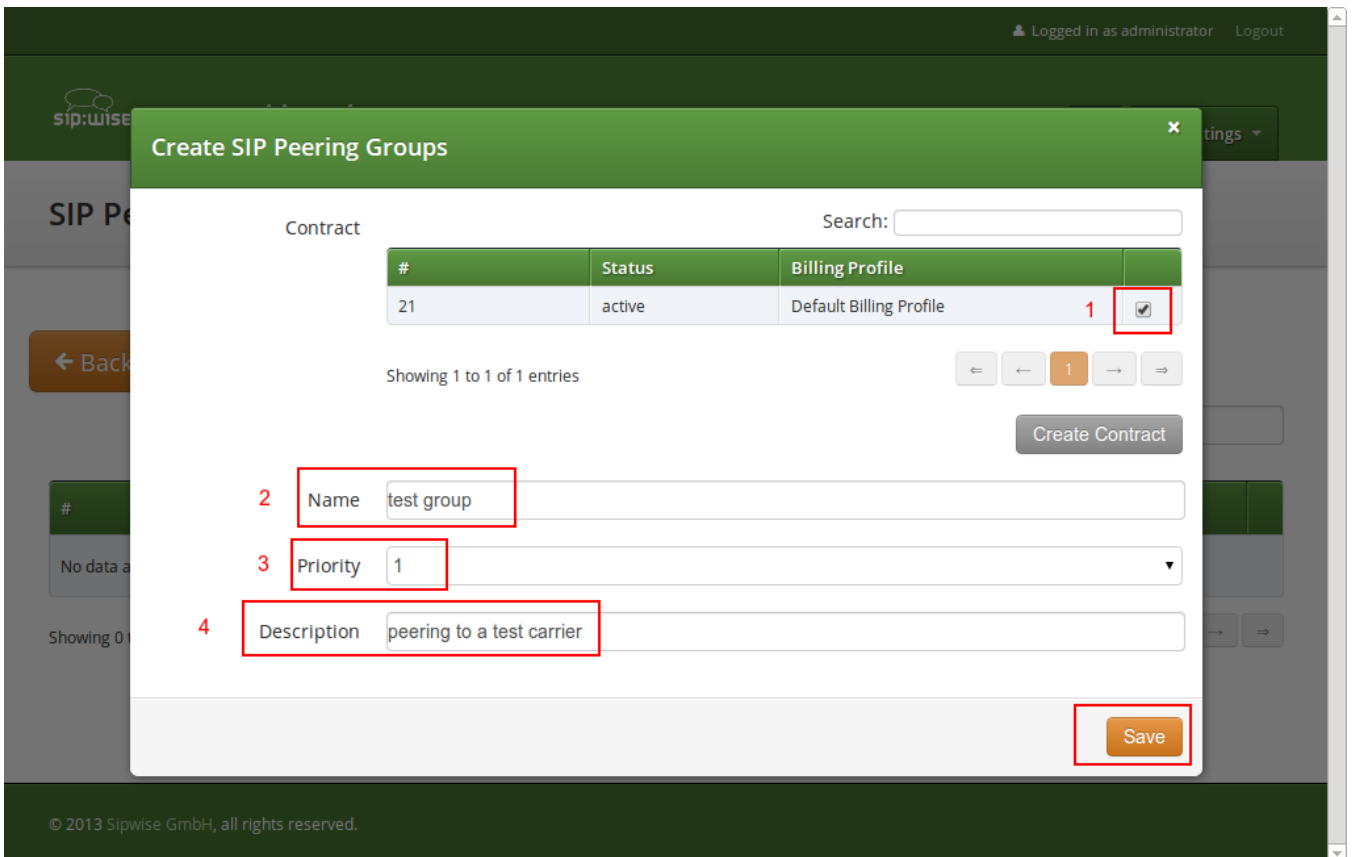 Logged in as administrator Logout
sip:wise
tings
Create SIP Peering Groups ×
SIP Pe
Contract
Search:
# Status Billing Profile
21 active Default Billing Profile 1
← Back
Showing 1 to 1 of 1 entries
⇐ ← 1 → ⇒
Create Contract
2 Name test group
#
3 Priority 1
No data a
4 Description peering to a test carrier
Showing 0 t
→ ⇒
Save
© 2013 Sipwise GmbH, all rights reserved.